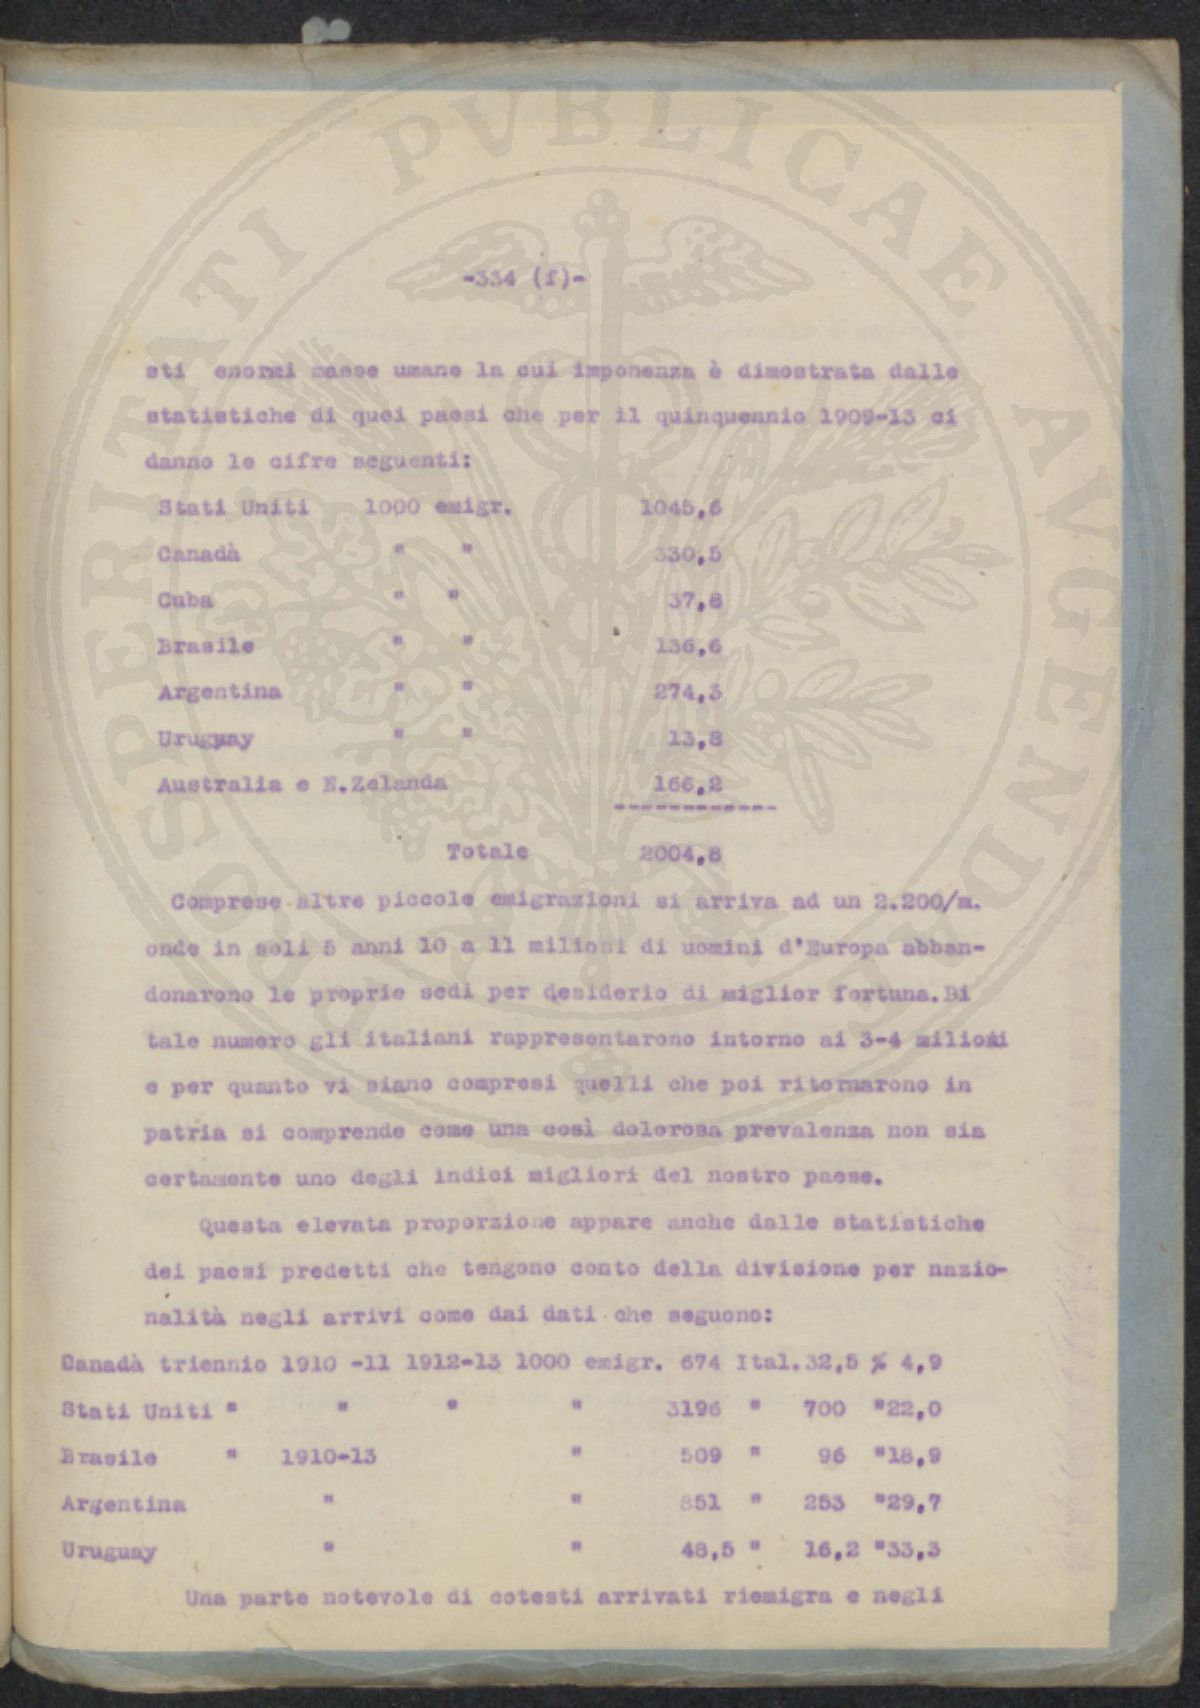 -334 (f)-
sti enormi masse umane la cui imponenza è dimostrata dalle
statistiche di quei paesi che per il quinquennio 1909-13 ci
danno le cifre seguenti:
Stati Uniti 1000 emigr. 1045,6
Canadà " " 330,5
Cuba " " 37,8
Brasile " " 136,6
Argentina " " 274,3
Uruguay " " 13,8
Australia e N.Zelanda 166,2
------------
Totale 2004,8
Comprese altre piccole emigrazioni si arriva ad un 2.200/m.
onde in soli 5 anni 10 a 11 milioni di uomini d'Europa abban-
donarono le proprie sedi per desiderio di miglior fortuna.Di
tale numero gli italiani rappresentarono intorno ai 3-4 milioni
e per quanto vi siano compresi quelli che poi ritornarono in
patria si comprende come una così dolorosa prevalenza non sia
certamente uno degli indici migliori del nostro paese.
Questa elevata proporzione appare anche dalle statistiche
dei paesi predetti che tengono conto della divisione per nazio-
nalità negli arrivi come dai dati che seguono:
Canadà triennio 1910 -11 1912-13 1000 emigr. 674 Ital.32,5 % 4,9
Stati Uniti " " " " 3196 " 700 "22,0
Brasile " 1910-13 " 509 " 96 "18,9
Argentina " " 851 " 253 "29,7
Uruguay " " 48,5 " 16,2 "33,3
Una parte notevole di cotesti arrivati riemigra e negli
PROSPERITATI PVBLICAE AVGENDAE